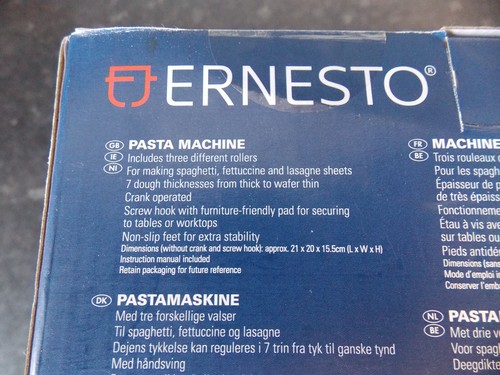 ERNESTO®
GB IE NI PASTA MACHINE
Includes three different rollers
For making spaghetti, fettuccine and lasagne sheets
7 dough thicknesses from thick to wafer thin
Crank operated
Screw hook with furniture-friendly pad for securing
to tables or worktops
Non-slip feet for extra stability
Dimensions (without crank and screw hook): approx. 21 x 20 x 15.5cm (L x W x H)
Instruction manual included
Retain packaging for future reference
DK PASTAMASKINE
Med tre forskellige valser
Til spaghetti, fettuccine og lasagne
Dejens tykkelse kan reguleres i 7 trin fra tyk til ganske tynd
Med håndsving
FR BE MACHINE
Trois rouleaux
Pour les spagh
Épaisseur de p
de très épaiss
Fonctionneme
Étau à vis ave
sur tables ou
Pieds antidé
Dimensions (sans
Mode d'emploi in
Conserver l'emb
NL BE PASTA
Met drie v
Voor spag
Deegdikte